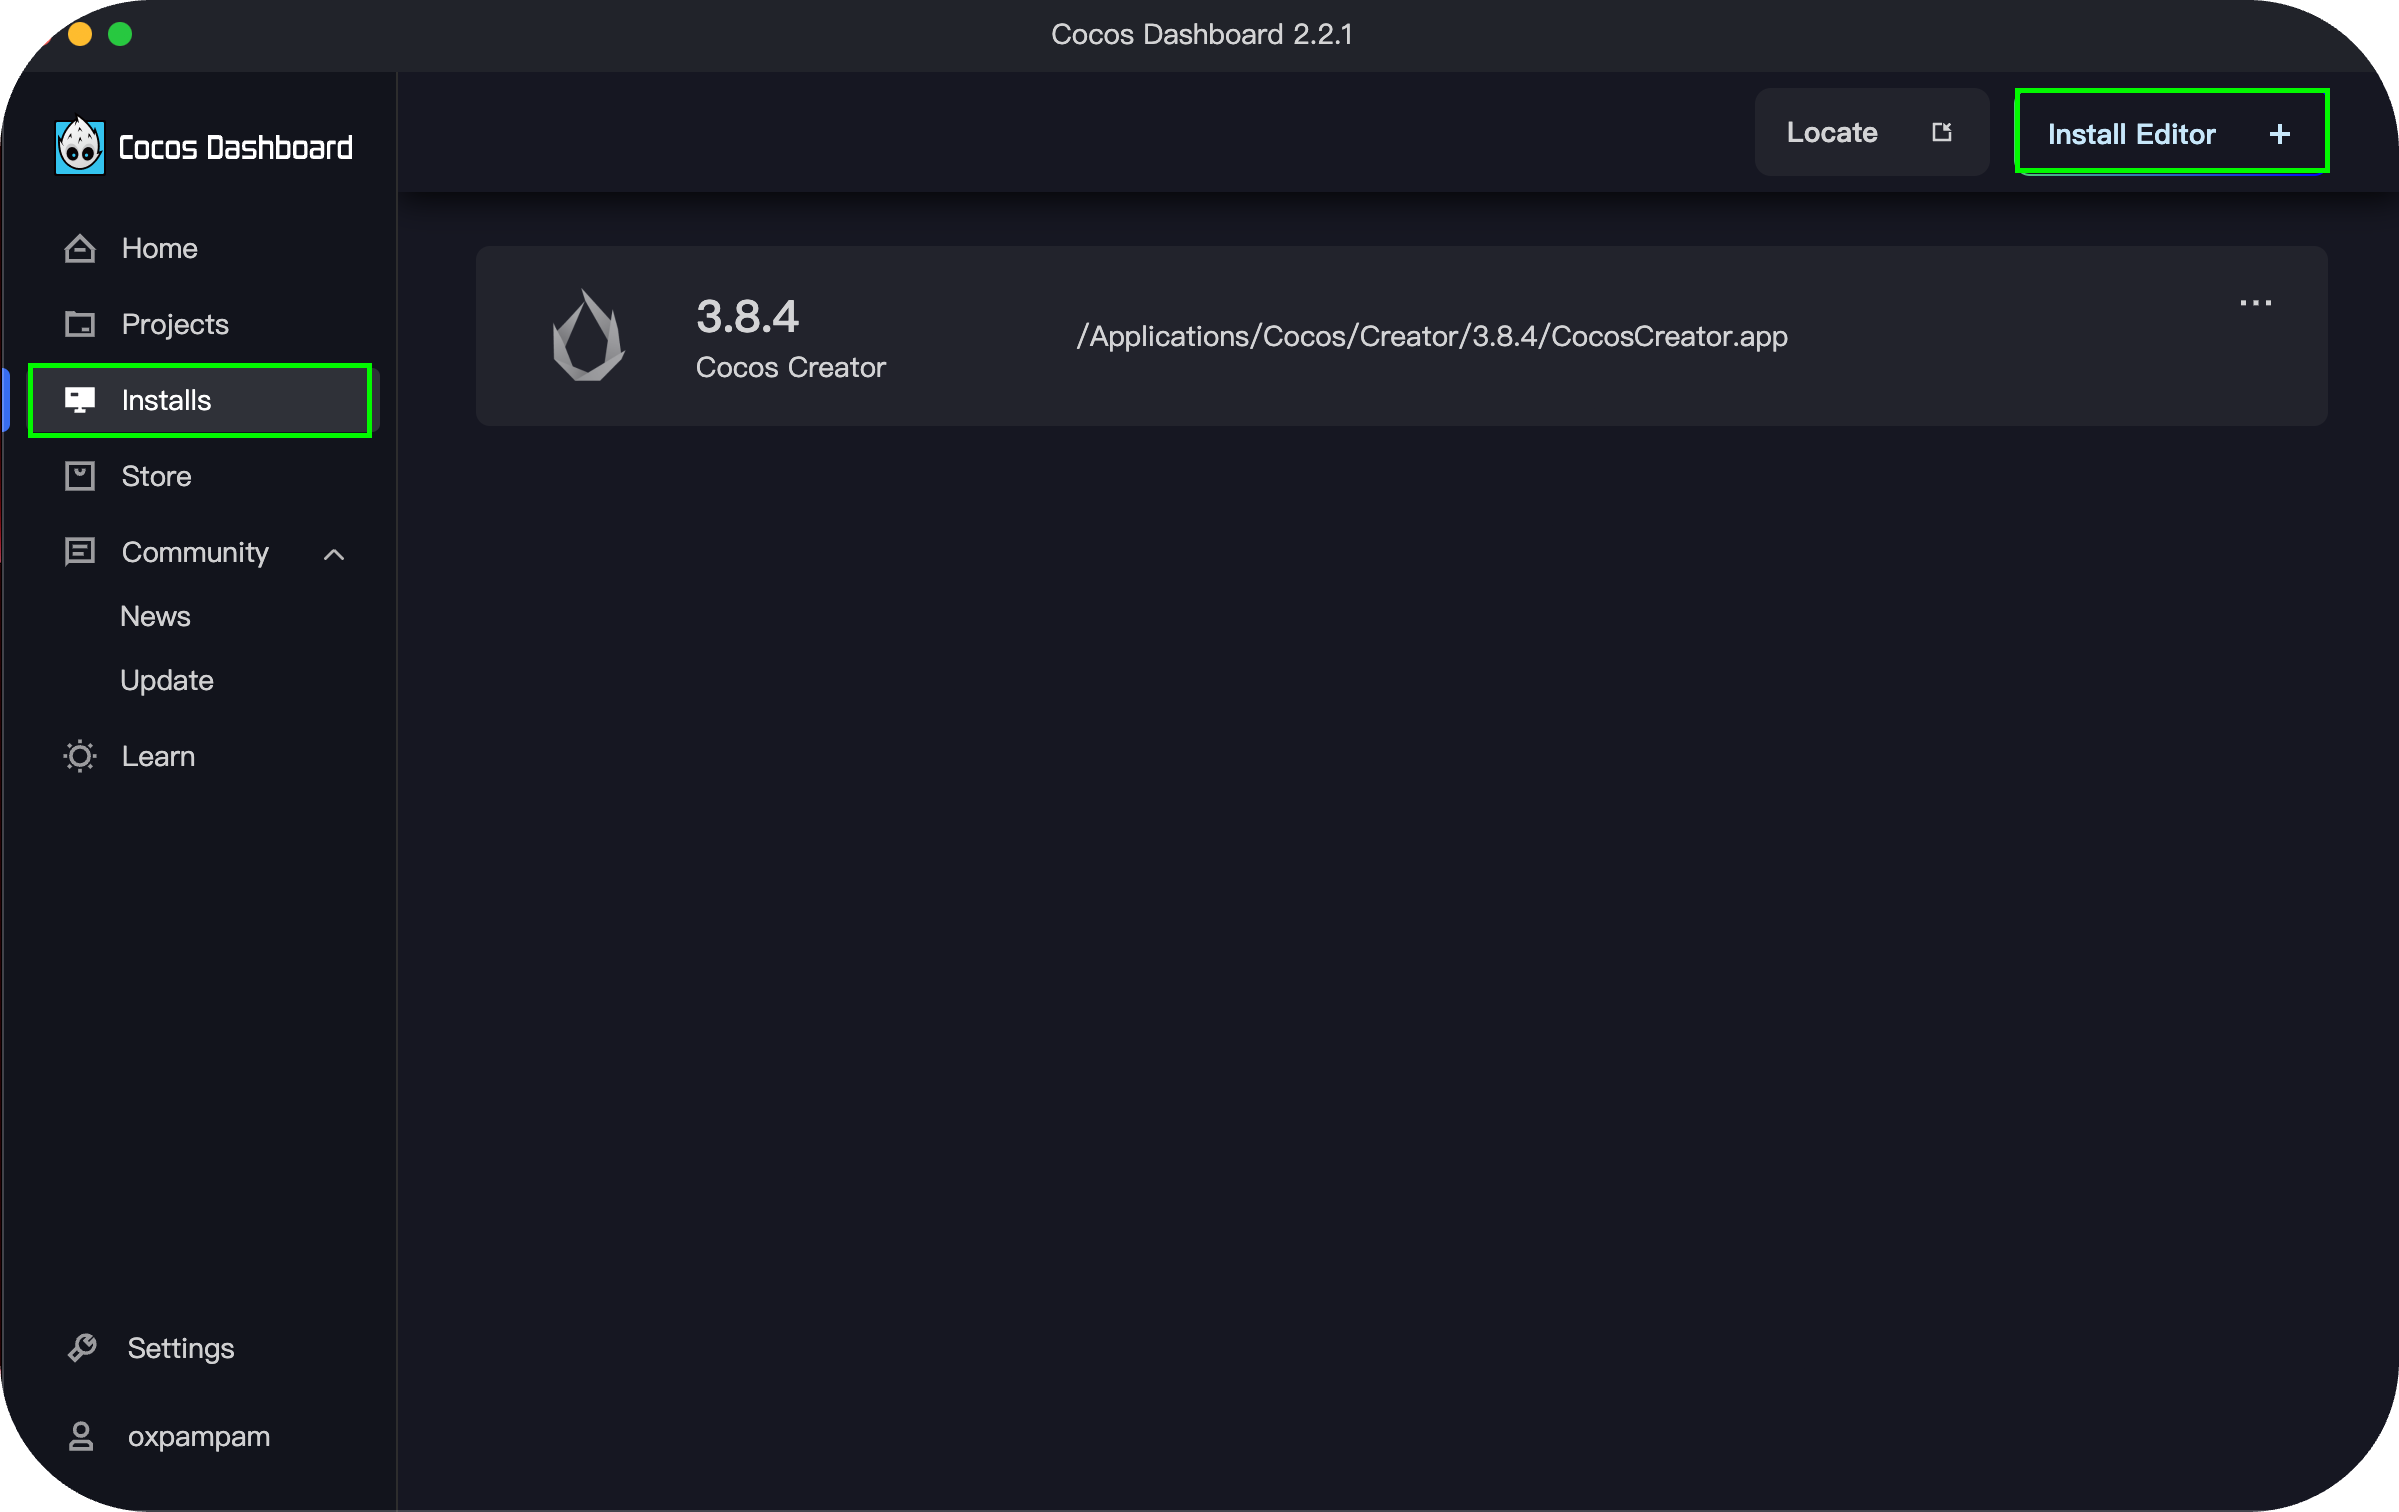 Cocos Dashboard 2.2.1
Cocos Dashboard
Home
Projects
Installs
Store
Community
News
Update
Learn
Settings
oxpampam
Locate
Install Editor +
3.8.4
Cocos Creator
/Applications/Cocos/Creator/3.8.4/CocosCreator.app
...